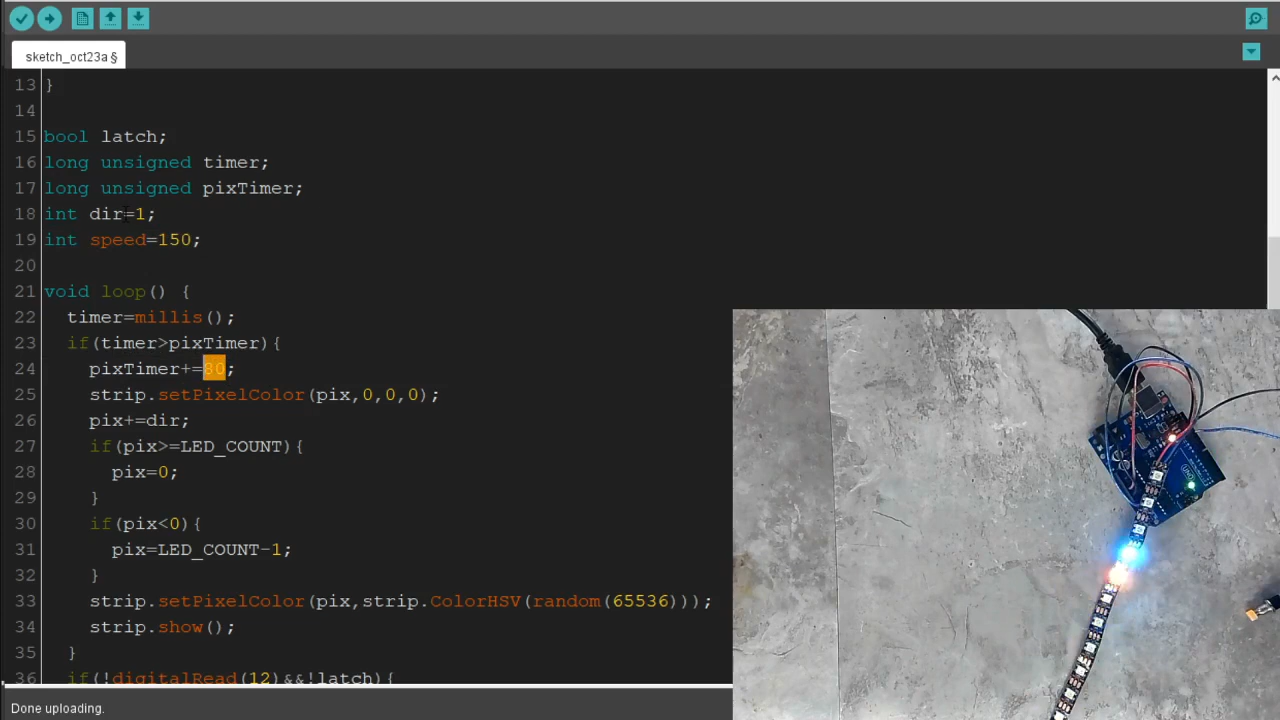 sketch_oct23a §
13 }
14
15 bool latch;
16 long unsigned timer;
17 long unsigned pixTimer;
18 int dir=1;
19 int speed=150;
20
21 void loop() {
22 timer=millis();
23 if(timer>pixTimer){
24 pixTimer+=80;
25 strip.setPixelColor(pix,0,0,0);
26 pix+=dir;
27 if(pix>=LED_COUNT){
28 pix=0;
29 }
30 if(pix<0){
31 pix=LED_COUNT-1;
32 }
33 strip.setPixelColor(pix,strip.ColorHSV(random(65536)));
34 strip.show();
35 }
36 if(!digitalRead(12)&&!latch){
Done uploading.